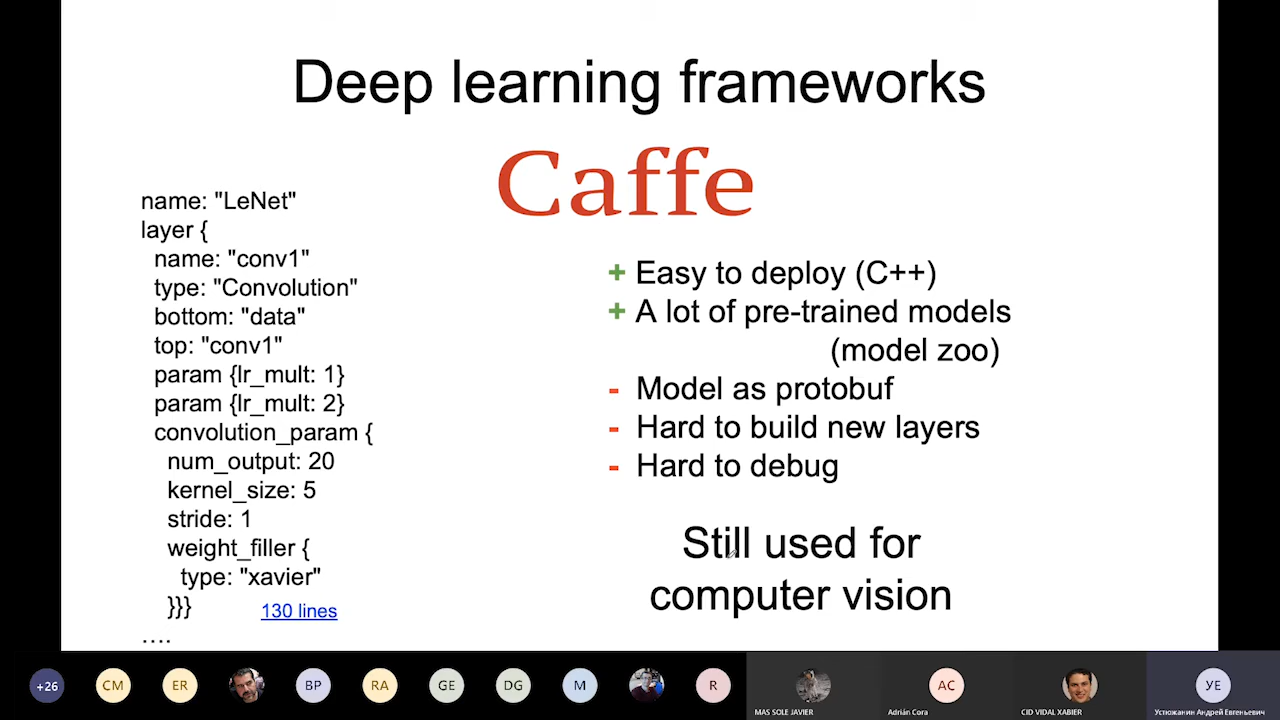 Deep learning frameworks
Caffe
name: "LeNet"
layer {
name: "conv1"
type: "Convolution"
bottom: "data"
top: "conv1"
param {lr_mult: 1}
param {lr_mult: 2}
convolution_param {
num_output: 20
kernel_size: 5
stride: 1
weight_filler {
type: "xavier"
}}}
130 lines
....
+ Easy to deploy (C++)
+ A lot of pre-trained models
(model zoo)
- Model as protobuf
- Hard to build new layers
- Hard to debug
Still used for
computer vision
+26
CM
ER
BP
RA
GE
DG
M
R
MAS SOLE JAVIER
AC
Adrián Cora
CID VIDAL XABIER
УЕ
Устюжанин Андрей Евгеньевич